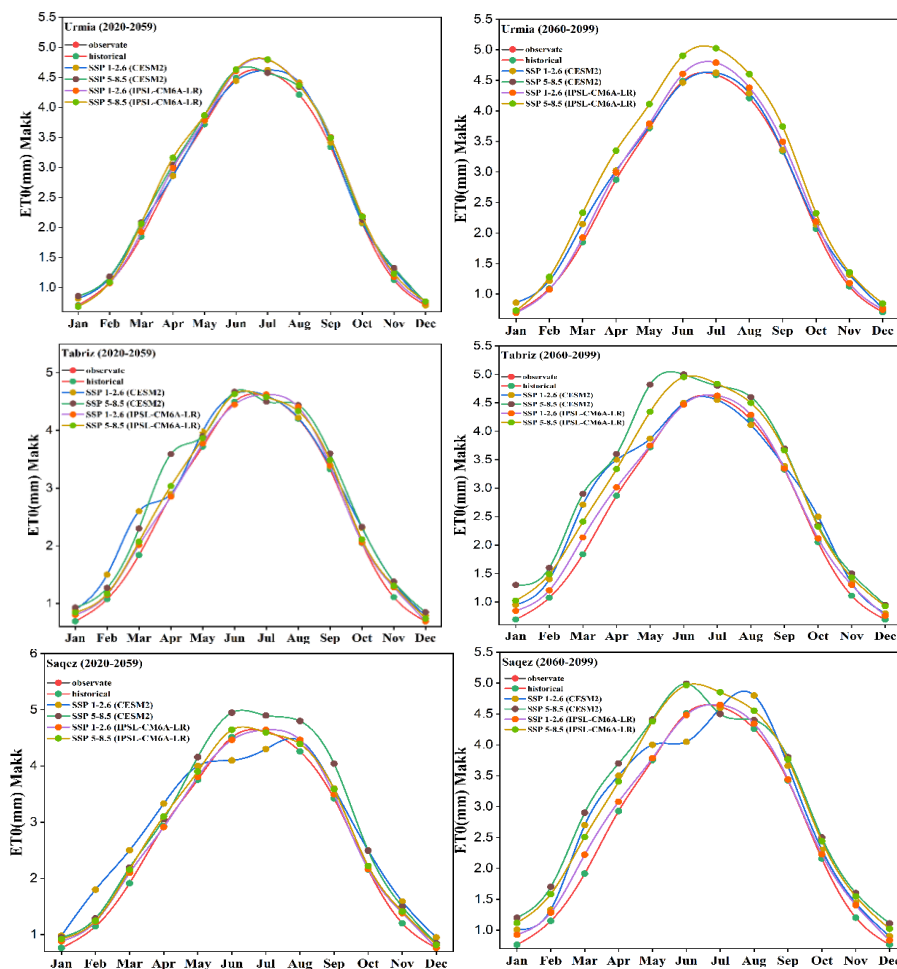 Urmia (2020-2059)
observate
historical
SSP 1-2.6 (CESM2)
SSP 5-8.5 (CESM2)
SSP 1-2.6 (IPSL-CM6A-LR)
SSP 5-8.5 (IPSL-CM6A-LR)
ET0(mm) Makk
5.5
5.0
4.5
4.0
3.5
3.0
2.5
2.0
1.5
1.0
Jan Feb Mar Apr May Jun Jul Aug Sep Oct Nov Dec
Urmia (2060-2099)
observate
historical
SSP 1-2.6 (CESM2)
SSP 5-8.5 (CESM2)
SSP 1-2.6 (IPSL-CM6A-LR)
SSP 5-8.5 (IPSL-CM6A-LR)
ET0(mm) Makk
5.5
5.0
4.5
4.0
3.5
3.0
2.5
2.0
1.5
1.0
Jan Feb Mar Apr May Jun Jul Aug Sep Oct Nov Dec
Tabriz (2020-2059)
observate
historical
SSP 1-2.6 (CESM2)
SSP 5-8.5 (CESM2)
SSP 1-2.6 (IPSL-CM6A-LR)
SSP 5-8.5 (IPSL-CM6A-LR)
ET0(mm) Makk
5
4
3
2
1
Jan Feb Mar Apr May Jun Jul Aug Sep Oct Nov Dec
Tabriz (2060-2099)
observate
historical
SSP 1-2.6 (CESM2)
SSP 5-8.5 (CESM2)
SSP 1-2.6 (IPSL-CM6A-LR)
SSP 5-8.5 (IPSL-CM6A-LR)
ET0(mm) Makk
5.5
5.0
4.5
4.0
3.5
3.0
2.5
2.0
1.5
1.0
Jan Feb Mar Apr May Jun Jul Aug Sep Oct Nov Dec
Saqez (2020-2059)
observate
historical
SSP 1-2.6 (CESM2)
SSP 5-8.5 (CESM2)
SSP 1-2.6 (IPSL-CM6A-LR)
SSP 5-8.5 (IPSL-CM6A-LR)
ET0(mm) Makk
6
5
4
3
2
1
Jan Feb Mar Apr May Jun Jul Aug Sep Oct Nov Dec
Saqez (2060-2099)
observate
historical
SSP 1-2.6 (CESM2)
SSP 5-8.5 (CESM2)
SSP 1-2.6 (IPSL-CM6A-LR)
SSP 5-8.5 (IPSL-CM6A-LR)
ET0(mm) Makk
5.5
5.0
4.5
4.0
3.5
3.0
2.5
2.0
1.5
1.0
Jan Feb Mar Apr May Jun Jul Aug Sep Oct Nov Dec